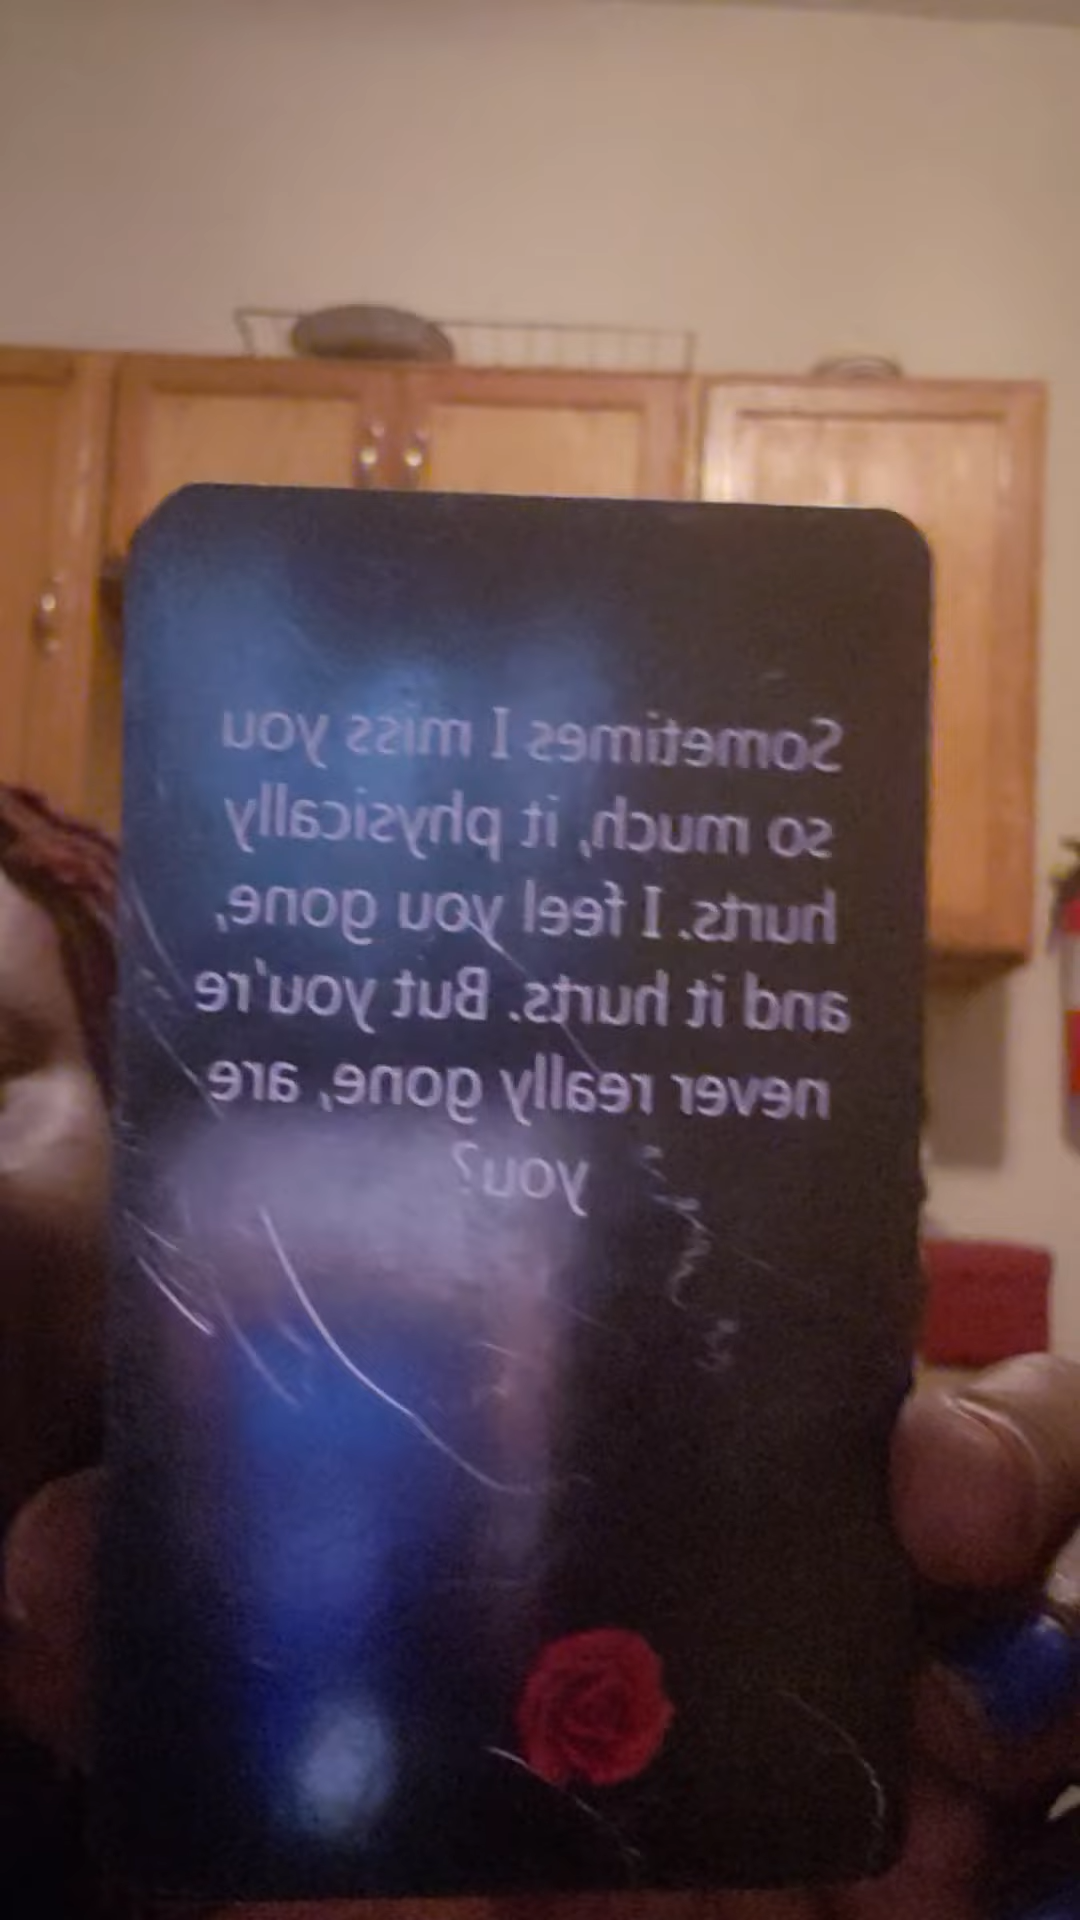 Sometimes I miss you
so much, it physically
hurts. I feel you gone,
and it hurts. But you're
never really gone, are
you?